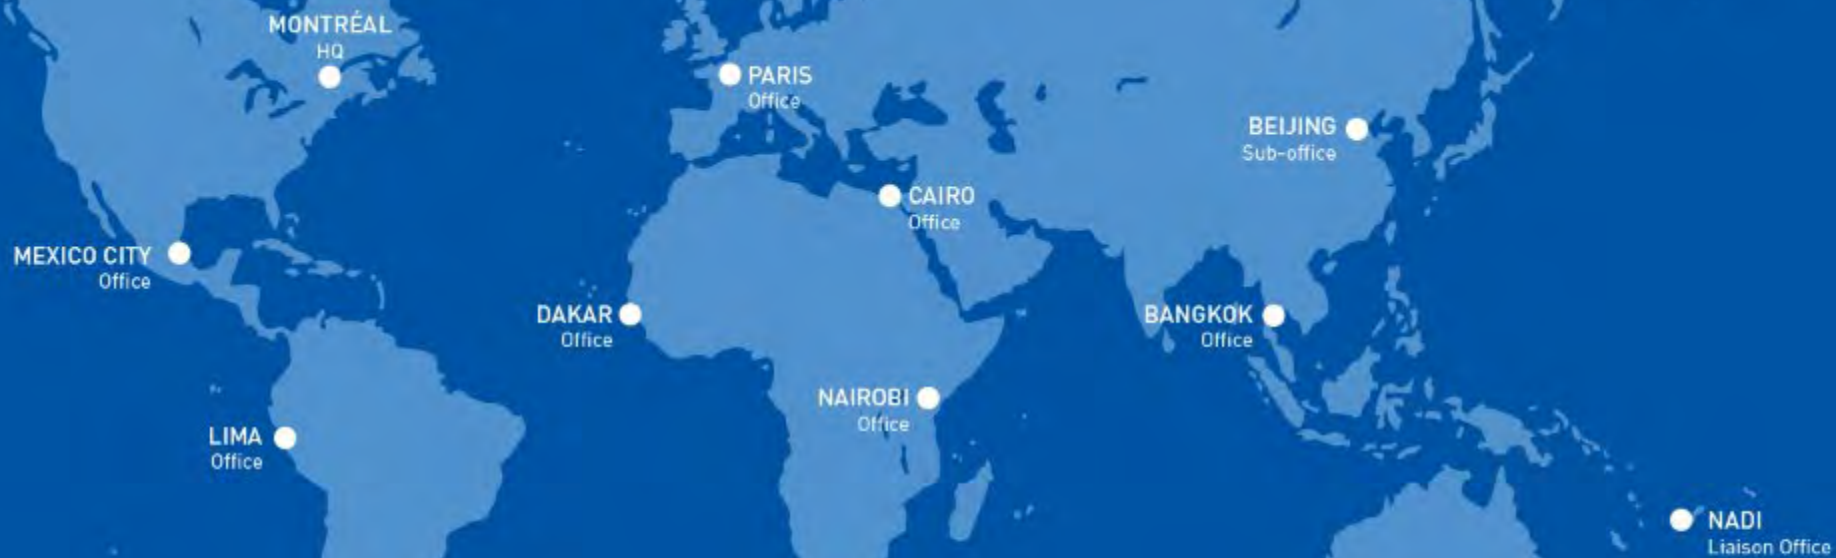 MONTRÉAL
HQ
PARIS
Office
BEIJING
Sub-office
CAIRO
Office
MEXICO CITY
Office
DAKAR
Office
BANGKOK
Office
NAIROBI
Office
LIMA
Office
NADI
Liaison Office